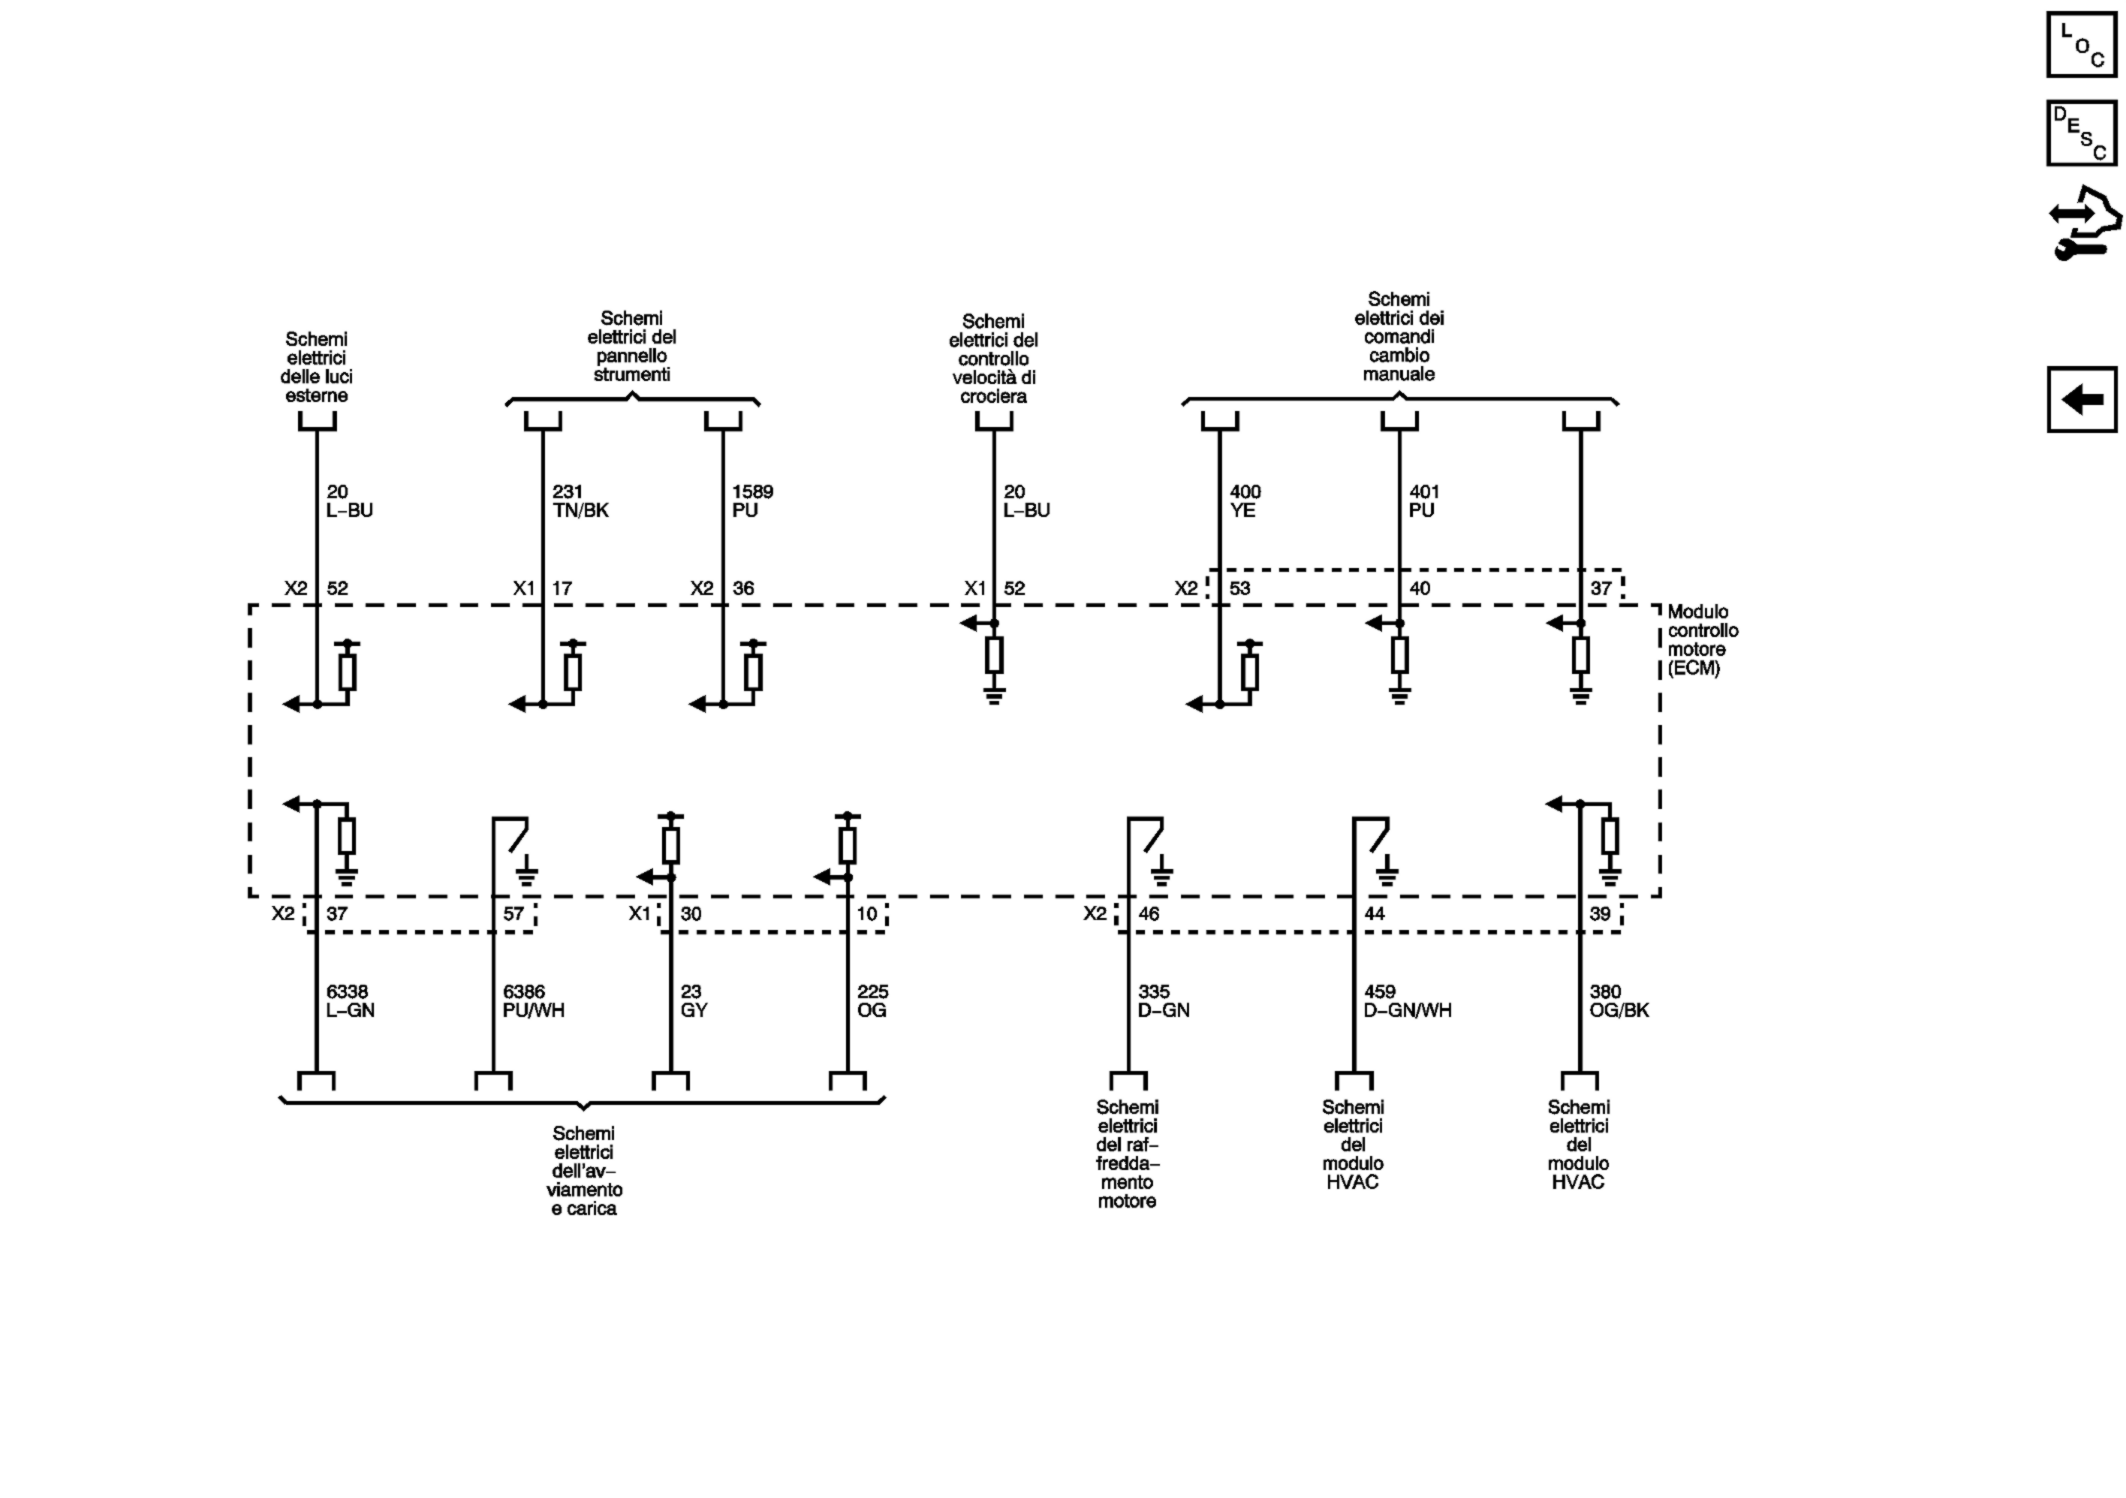 L
O
C
D
E
S
C
Schemi
elettrici
delle luci
esterne
Schemi
elettrici del
pannello
strumenti
Schemi
elettrici del
controllo
velocità di
crociera
Schemi
elettrici dei
comandi
cambio
manuale
20
L-BU
231
TN/BK
1589
PU
20
L-BU
400
YE
401
PU
X2 52
X1 17
X2 36
X1 52
X2 53
40
37
Modulo
controllo
motore
(ECM)
X2 37
57
X1 30
10
X2 46
44
39
6338
L-GN
6386
PU/WH
23
GY
225
OG
335
D-GN
459
D-GN/WH
380
OG/BK
Schemi
elettrici
dell'av-
viamento
e carica
Schemi
elettrici
del raf-
fredda-
mento
motore
Schemi
elettrici
del
modulo
HVAC
Schemi
elettrici
del
modulo
HVAC